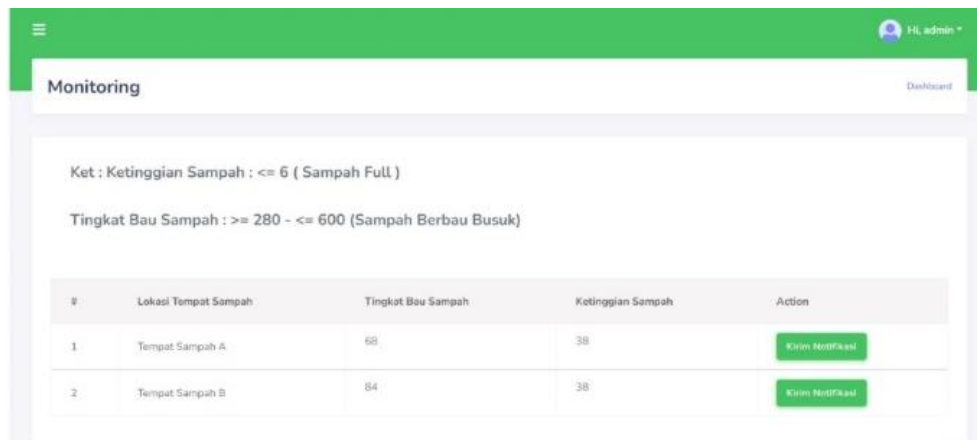 Hi, admin
Monitoring
Dashboard
Ket : Ketinggian Sampah : <= 6 ( Sampah Full )
Tingkat Bau Sampah : >= 280 - <= 600 (Sampah Berbau Busuk)
# Lokasi Tempat Sampah Tingkat Bau Sampah Ketinggian Sampah Action
1 Tempat Sampah A 68 38 Kirim Notifikasi
2 Tempat Sampah B 84 38 Kirim Notifikasi